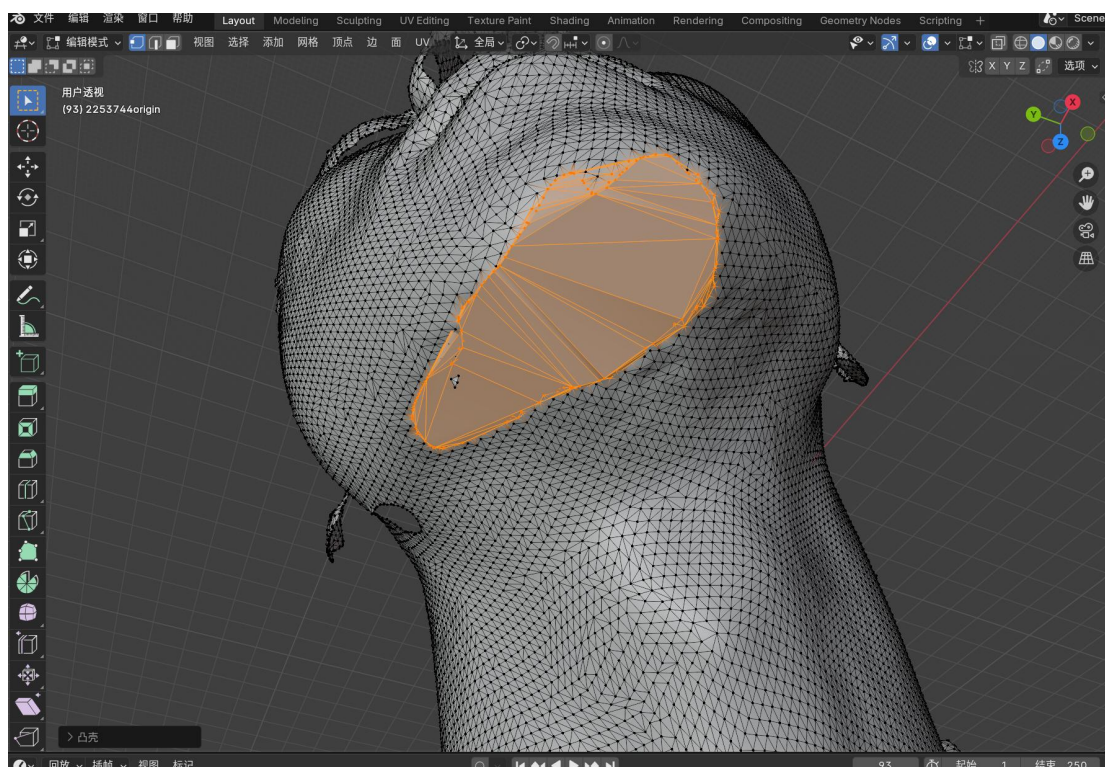 文件 编辑 渲染 窗口 帮助 Layout Modeling Sculpting UV Editing Texture Paint Shading Animation Rendering Compositing Geometry Nodes Scripting + Scene
编辑模式 视图 选择 添加 网格 顶点 边 面 UV 全局
X Y Z 选项
用户透视
(93) 2253744origin
X
Y
Z
凸壳
回放 插帧 视图 标记 93 起始 1 结束 250